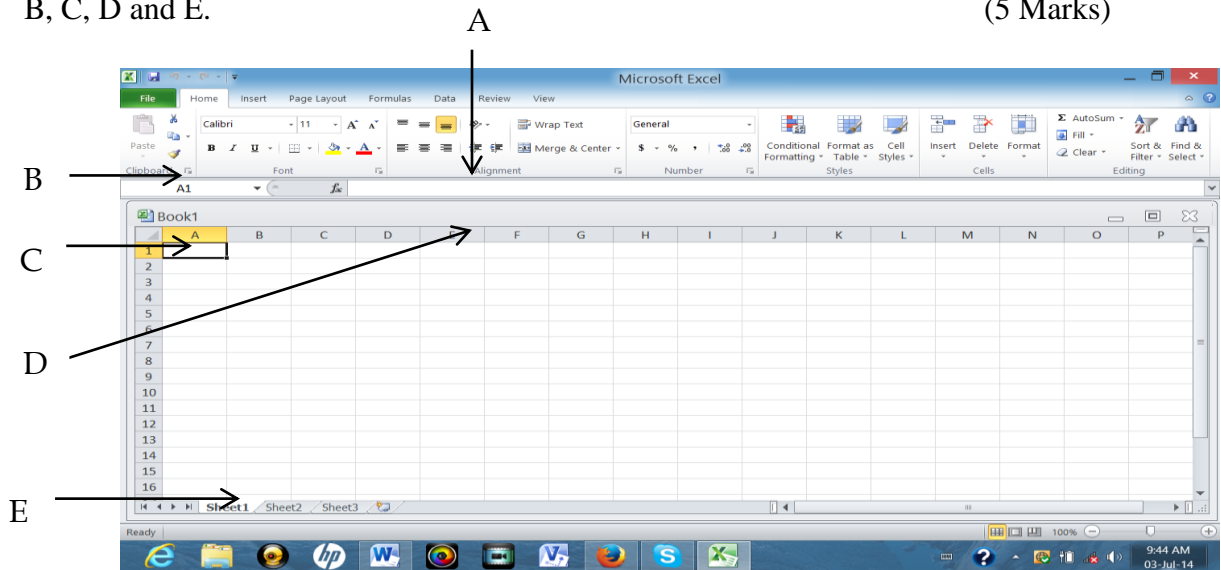 B, C, D and E. (5 Marks)
A
Microsoft Excel
File Home Insert Page Layout Formulas Data Review View
Calibri 11 A A Wrap Text General Σ AutoSum
Fill
Paste B I U A Merge & Center $ % , .00 Conditional Formatting Format as Table Cell Styles Insert Delete Format Clear Sort & Filter Find & Select
Clipboard Font Alignment Number Styles Cells Editing
B
A1 fx
Book1
A B C D E F G H I J K L M N O P
C
1
2
3
4
5
6
7
D
8
9
10
11
12
13
14
15
16
E
Sheet1 Sheet2 Sheet3
Ready 100%
hp W V S X 9:44 AM
03-Jul-14